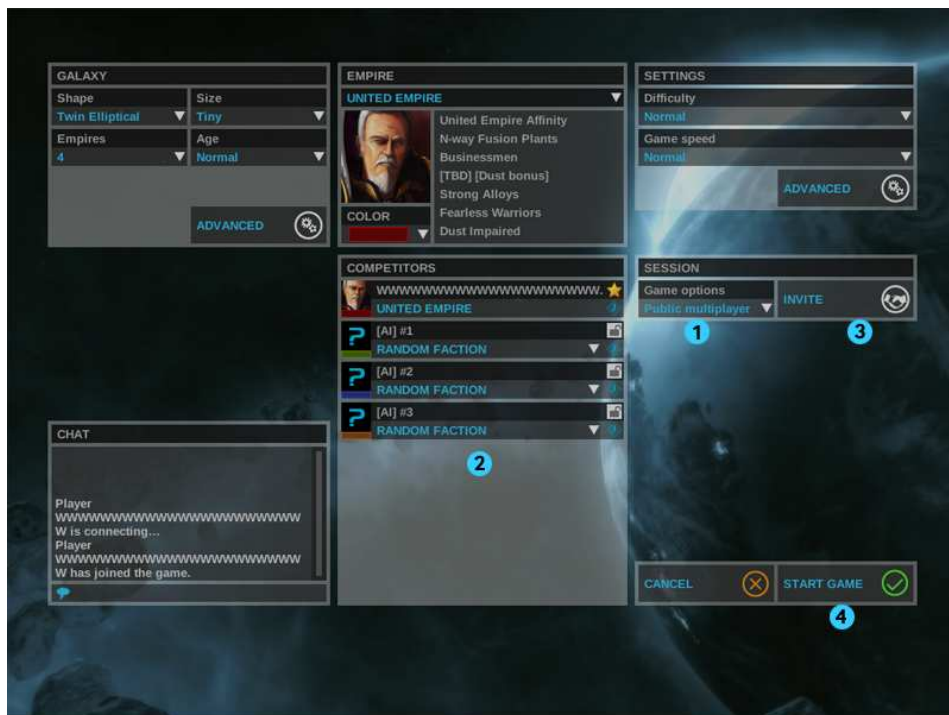 GALAXY
Shape
Size
Twin Elliptical
Tiny
Empires
Age
4
Normal
ADVANCED
EMPIRE
UNITED EMPIRE
United Empire Affinity
N-way Fusion Plants
Businessmen
[TBD] [Dust bonus]
Strong Alloys
Fearless Warriors
Dust Impaired
COLOR
SETTINGS
Difficulty
Normal
Game speed
Normal
ADVANCED
COMPETITORS
WWWWWWWWWWWWWWWWWWWW.
UNITED EMPIRE
?
[AI] #1
RANDOM FACTION
?
[AI] #2
RANDOM FACTION
?
[AI] #3
RANDOM FACTION
2
SESSION
Game options
Public multiplayer
INVITE
1
3
CHAT
Player
WWWWWWWWWWWWWWWWWWWWWWW
W is connecting...
Player
WWWWWWWWWWWWWWWWWWWWWWW
W has joined the game.
CANCEL
START GAME
4